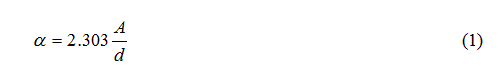 α = 2.303 A/d (1)